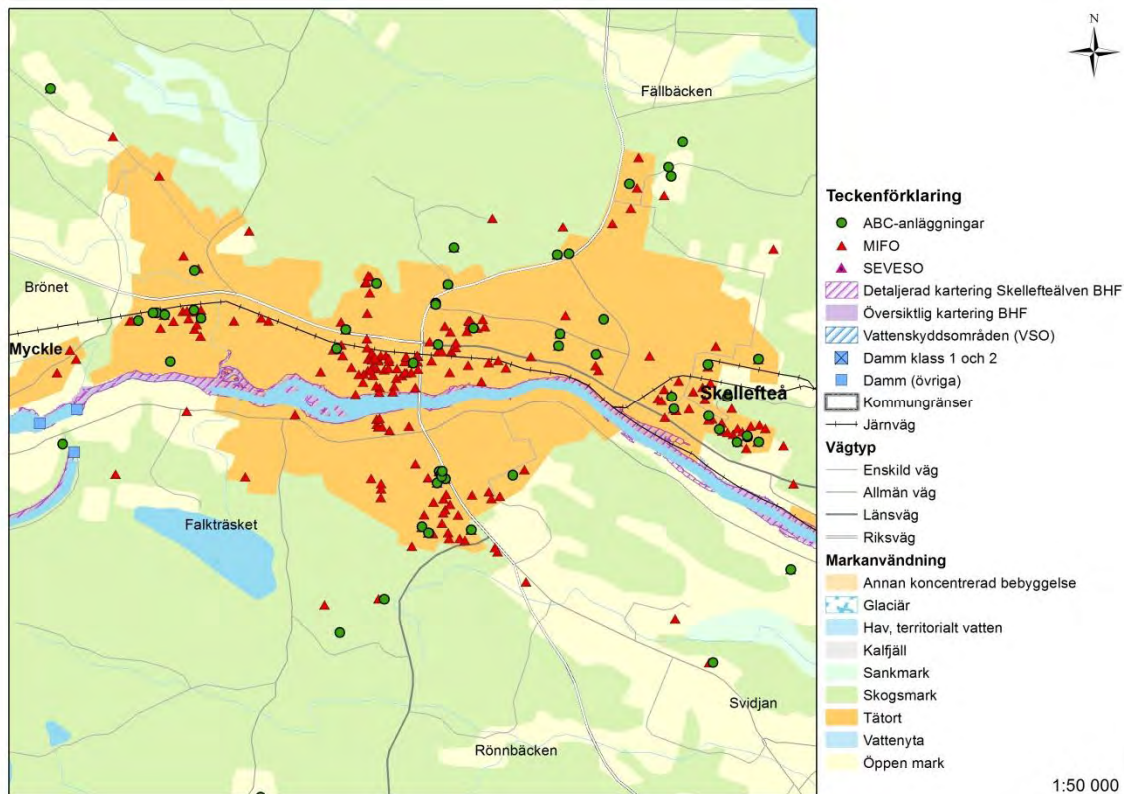 N
Fällbäcken
Brönet
Myckle
Skellefteå
Falkträsket
Svidjan
Rönnbäcken
Teckenförklaring
ABC-anläggningar
MIFO
SEVESO
Detaljerad kartering Skellefteälven BHF
Översiktlig kartering BHF
Vattenskyddsområden (VSO)
Damm klass 1 och 2
Damm (övriga)
Kommungränser
Järnväg
Vägtyp
Enskild väg
Allmän väg
Länsväg
Riksväg
Markanvändning
Annan koncentrerad bebyggelse
Glaciär
Hav, territorialt vatten
Kalfjäll
Sankmark
Skogsmark
Tätort
Vattenyta
Öppen mark
1:50 000